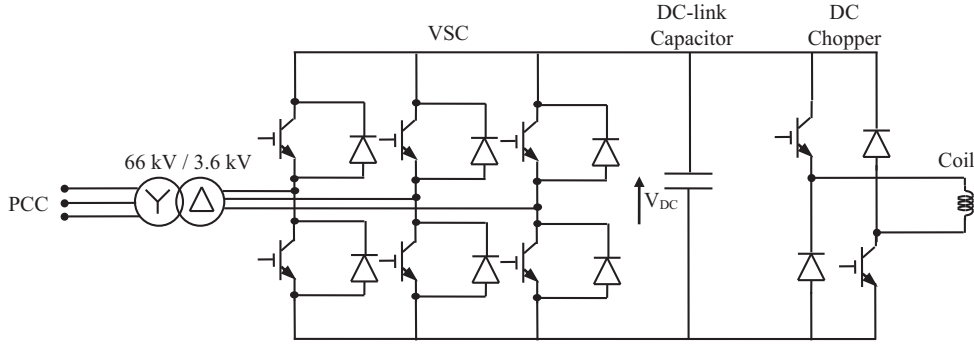 VSC
DC-link
Capacitor
DC
Chopper
66 kV / 3.6 kV
PCC
V_DC
Coil